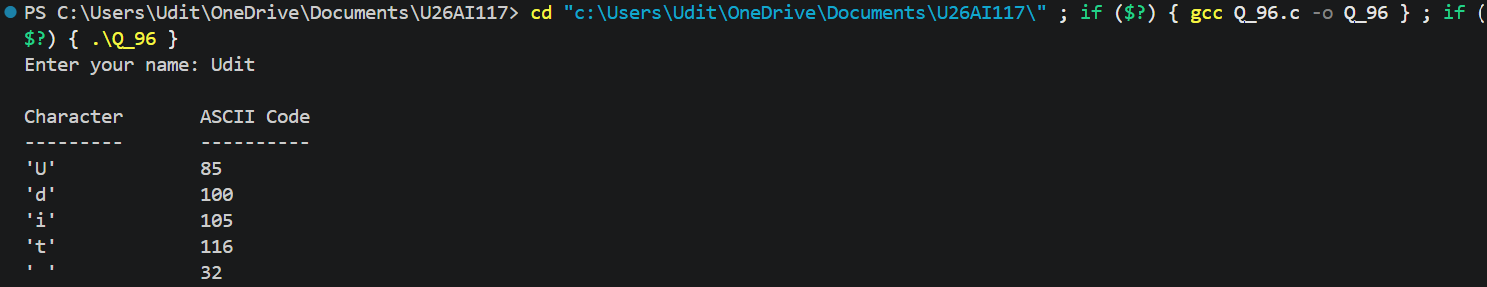 PS C:\Users\Udit\OneDrive\Documents\U26AI117> cd "c:\Users\Udit\OneDrive\Documents\U26AI117\" ; if ($?) { gcc Q_96.c -o Q_96 } ; if (
$?) { .\Q_96 }
Enter your name: Udit
Character       ASCII Code
---------       ----------
'U'             85
'd'             100
'i'             105
't'             116
' '             32